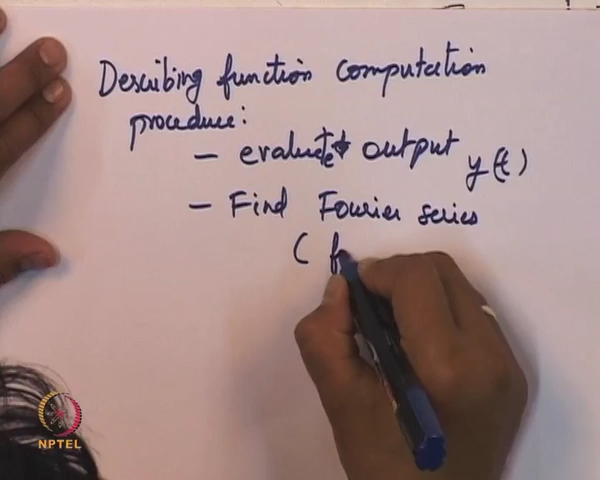 Describing function computation
procedure:
- evaluate output y(t)
- Find Fourier series
( f
NPTEL